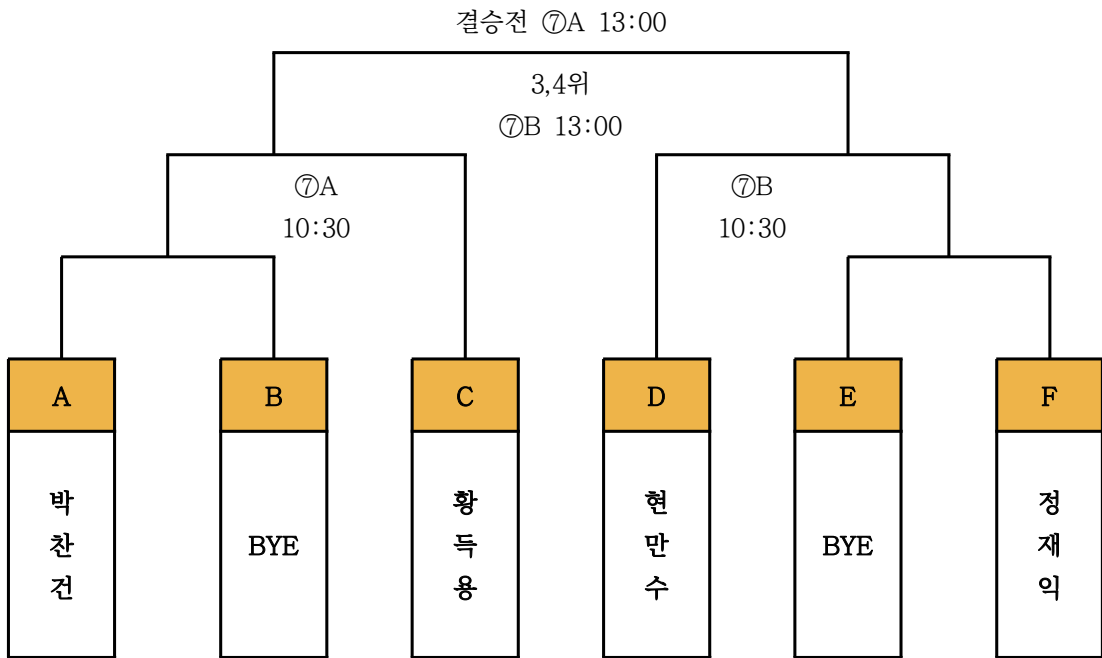 결승전 ⑦A 13:00
3,4위
⑦B 13:00
⑦A
10:30
⑦B
10:30
A
B
C
D
E
F
박찬건
BYE
황득용
현만수
BYE
정재익